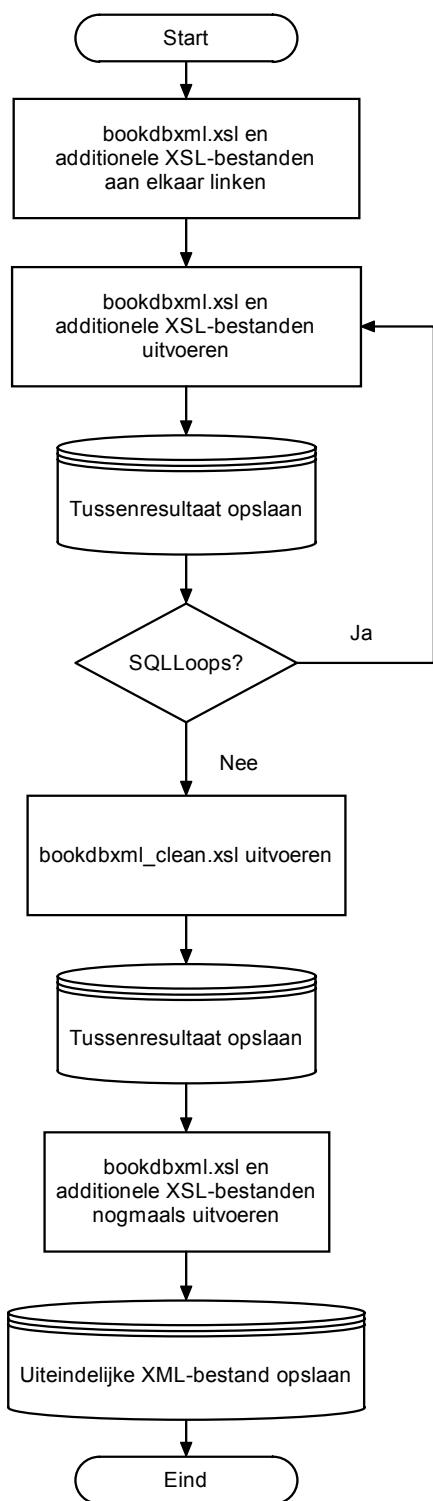 Start
bookdbxml.xsl en
additionele XSL-bestanden
aan elkaar linken
bookdbxml.xsl en
additionele XSL-bestanden
uitvoeren
Tussenresultaat opslaan
SQLLoops?
Ja
Nee
bookdbxml_clean.xsl uitvoeren
Tussenresultaat opslaan
bookdbxml.xsl en
additionele XSL-bestanden
nogmaals uitvoeren
Uiteindelijke XML-bestand opslaan
Eind